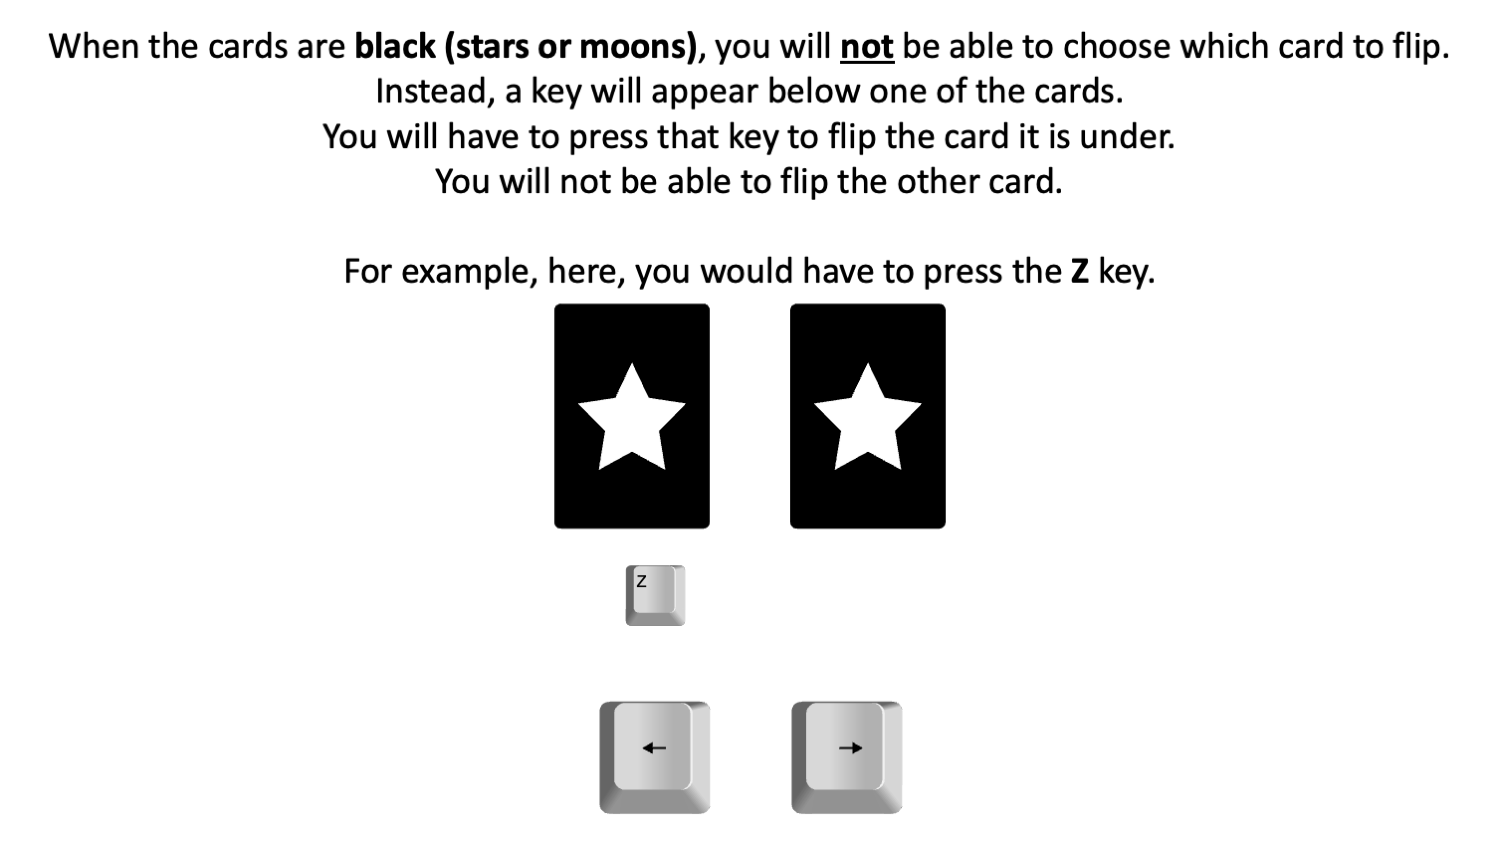 When the cards are black (stars or moons), you will not be able to choose which card to flip.
Instead, a key will appear below one of the cards.
You will have to press that key to flip the card it is under.
You will not be able to flip the other card.
For example, here, you would have to press the Z key.
Z
← →